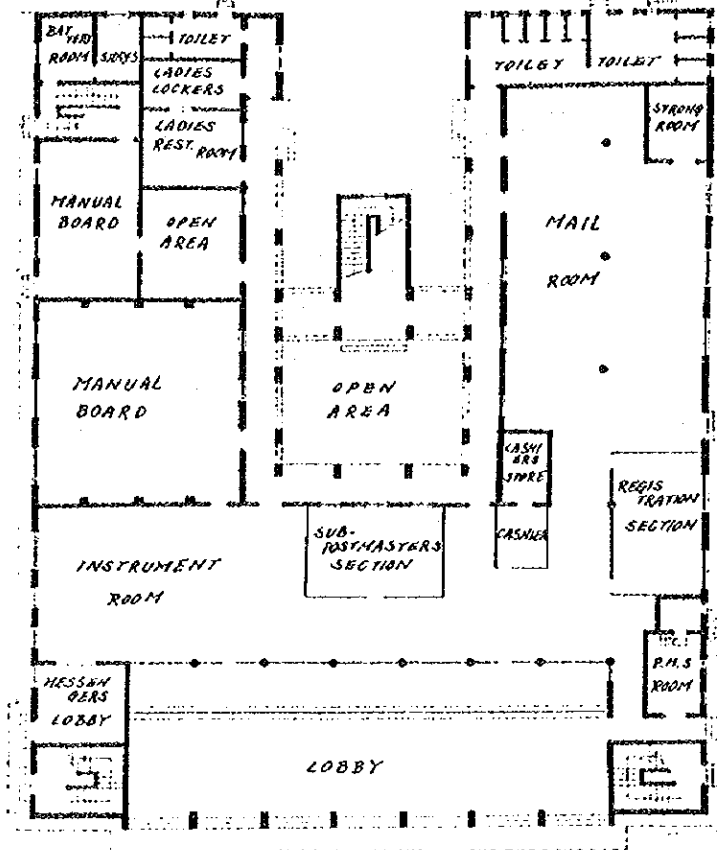 BAT
TERY
ROOM
STORES
TOILET
LADIES
LOCKERS
LADIES
REST.
ROOM
MANUAL
BOARD
OPEN
AREA
MANUAL
BOARD
OPEN
AREA
TOILET
TOILET
STRONG
ROOM
MAIL
ROOM
CASHI
ERS
STORE
CASHIER
REGIS
TRATION
SECTION
SUB-
POSTMASTERS
SECTION
INSTRUMENT
ROOM
MESSEN
GERS
LOBBY
P.M.S
ROOM
LOBBY